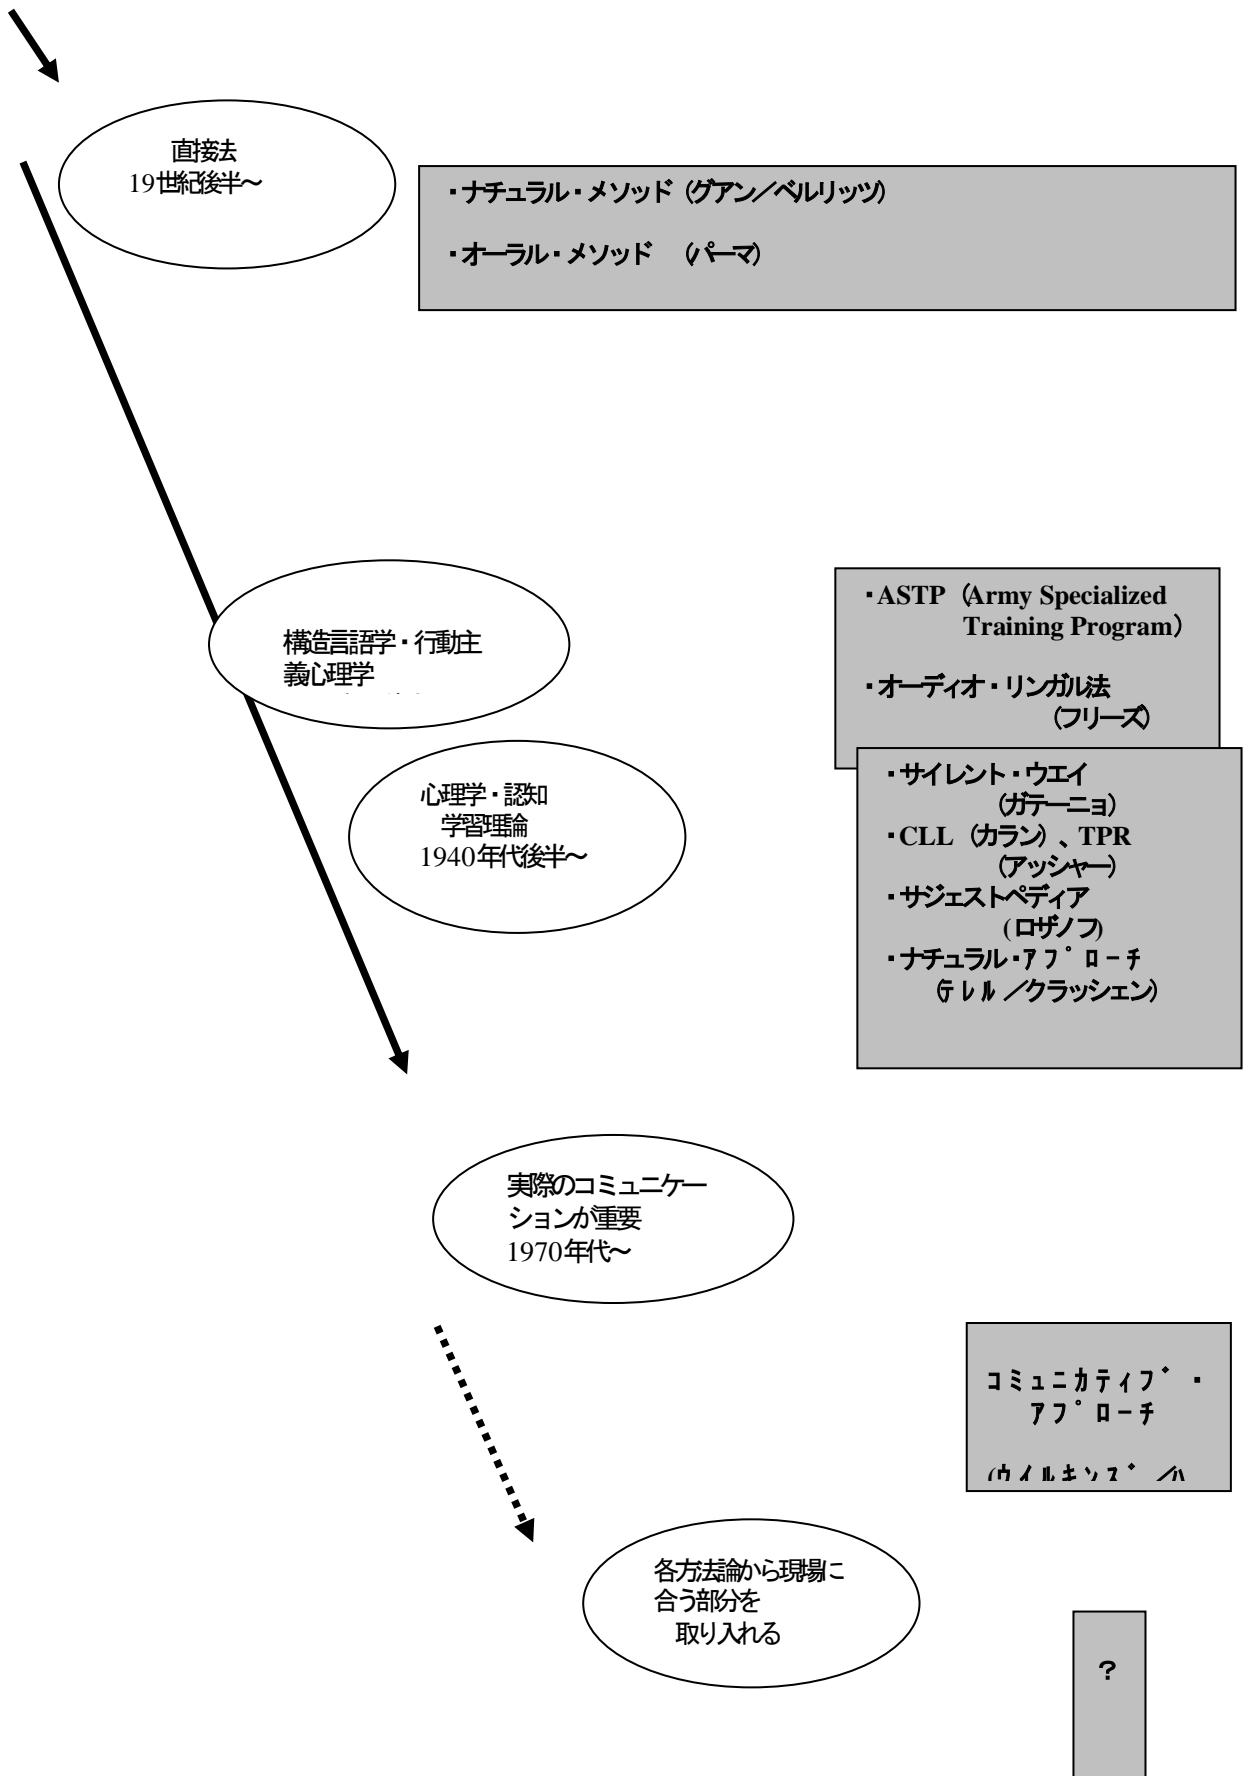 直接法
19世紀後半～
・ナチュラル・メソッド（グアン／ベルリッツ）
・オーラル・メソッド　（パーマ）
構造言語学・行動主
義心理学
・ASTP（Army Specialized
Training Program）
・オーディオ・リンガル法
（フリーズ）
心理学・認知
学習理論
1940年代後半～
・サイレント・ウエイ
（ガテーニョ）
・CLL（カラン）、TPR
（アッシャー）
・サジェストペディア
(ロザノフ)
・ナチュラル・ｱﾌﾟﾛｰﾁ
（ﾃﾚﾙ／クラッシェン）
実際のコミュニケー
ションが重要
1970年代～
ｺﾐｭﾆｶﾃｨﾌﾞ・
ｱﾌﾟﾛｰﾁ
(ｳｲﾙｷﾝｽﾞ／ﾊ
各方法論から現場に
合う部分を
取り入れる
？